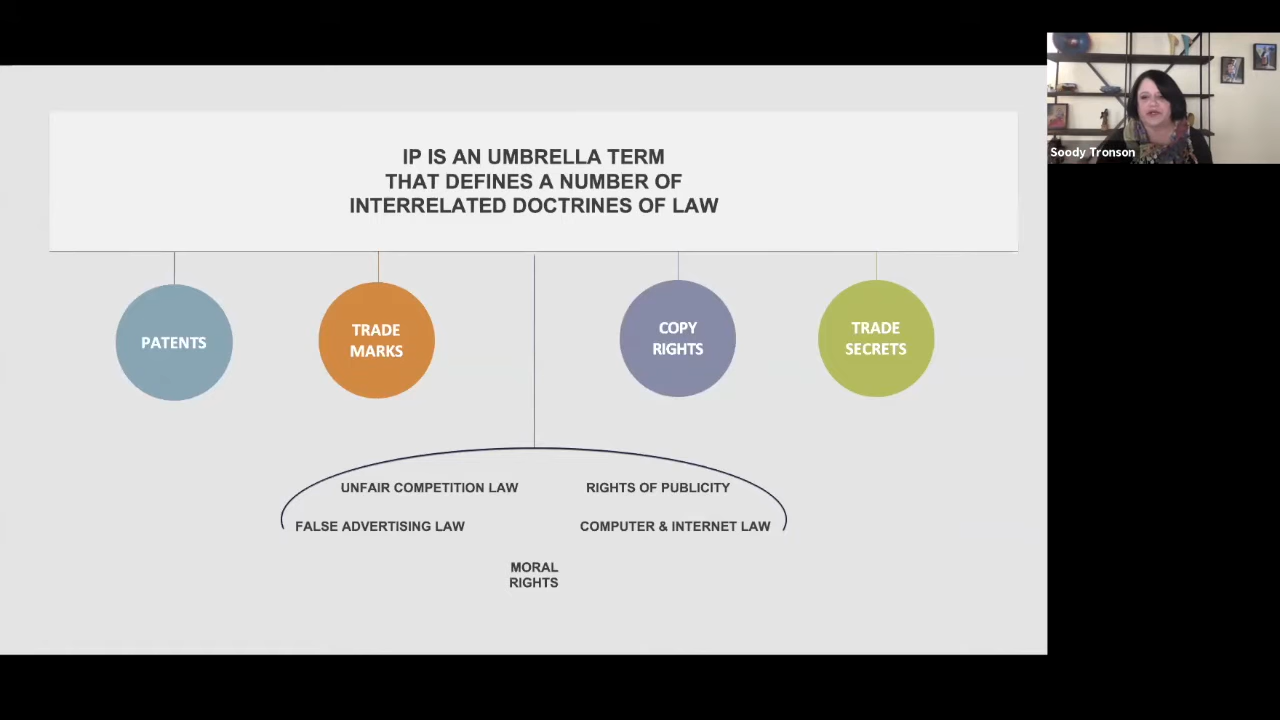 IP IS AN UMBRELLA TERM
THAT DEFINES A NUMBER OF
INTERRELATED DOCTRINES OF LAW
PATENTS
TRADE
MARKS
COPY
RIGHTS
TRADE
SECRETS
UNFAIR COMPETITION LAW
RIGHTS OF PUBLICITY
FALSE ADVERTISING LAW
COMPUTER & INTERNET LAW
MORAL
RIGHTS
Soody Tronson